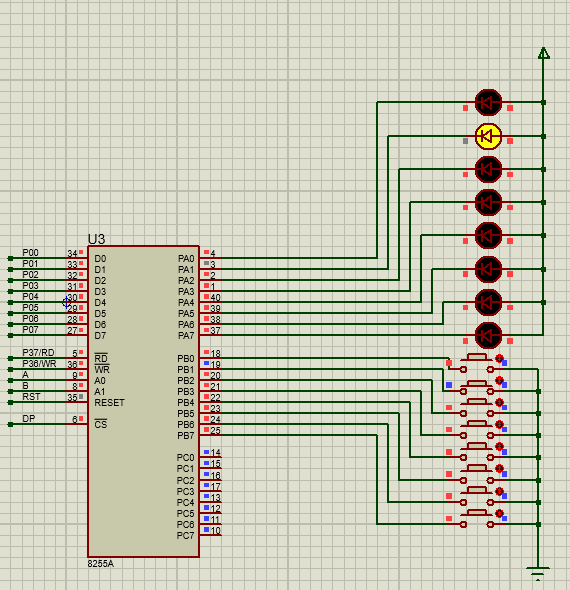 U3
P00 34 D0 PA0 4
P01 33 D1 PA1 3
P02 32 D2 PA2 2
P03 31 D3 PA3 1
P04 30 D4 PA4 40
P05 29 D5 PA5 39
P06 28 D6 PA6 38
P07 27 D7 PA7 37
P37/RD 5 RD PB0 18
P36/WR 36 WR PB1 19
A 9 A0 PB2 20
B 8 A1 PB3 21
RST 35 RESET PB4 22
PB5 23
DP 6 CS PB6 24
PB7 25
PC0 14
PC1 15
PC2 16
PC3 17
PC4 13
PC5 12
PC6 11
PC7 10
8255A